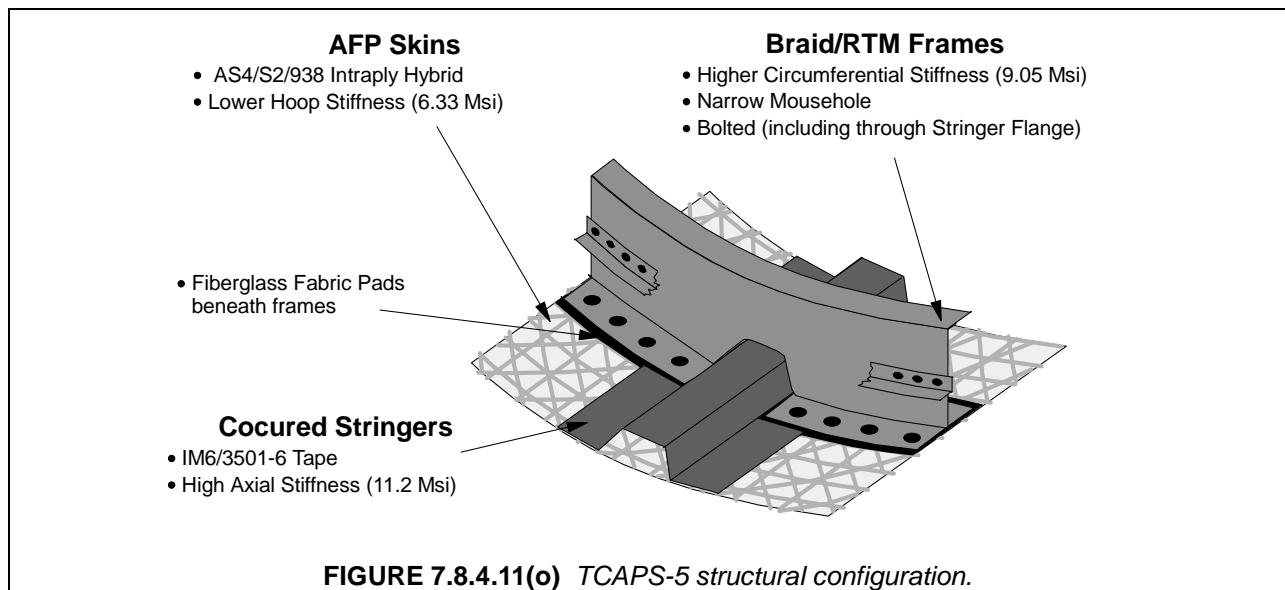 AFP Skins
• AS4/S2/938 Intraply Hybrid
• Lower Hoop Stiffness (6.33 Msi)
Braid/RTM Frames
• Higher Circumferential Stiffness (9.05 Msi)
• Narrow Mousehole
• Bolted (including through Stringer Flange)
• Fiberglass Fabric Pads
beneath frames
Cocured Stringers
• IM6/3501-6 Tape
• High Axial Stiffness (11.2 Msi)
FIGURE 7.8.4.11(o) TCAPS-5 structural configuration.